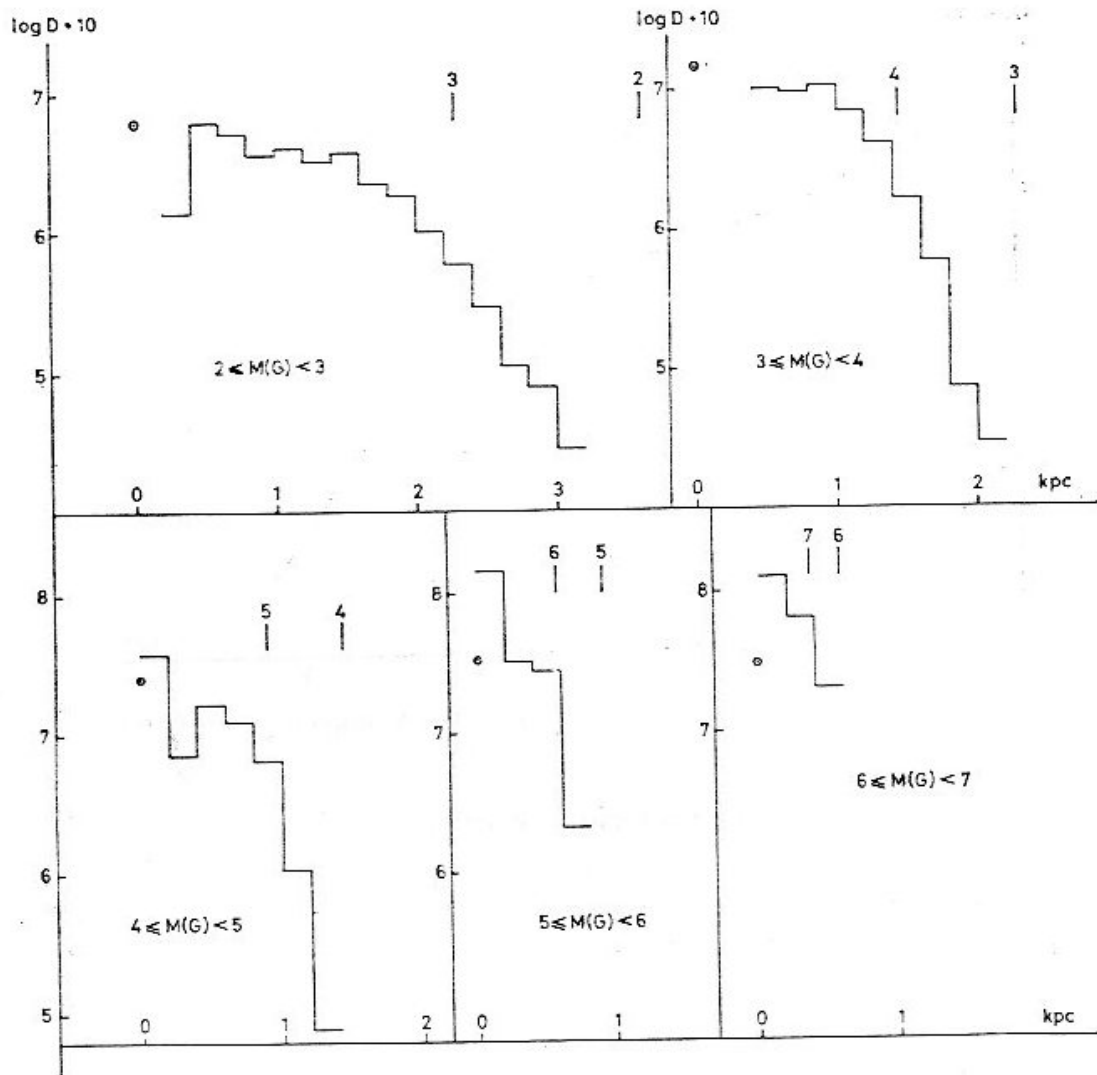 log D + 10
3
2
7
6
5
2 ⩽ M(G) < 3
0 1 2 3
log D + 10
4
3
7
6
5
3 ⩽ M(G) < 4
0 1 2 kpc
8
7
6
5
5
4
4 ⩽ M(G) < 5
0 1 2
8
7
6
6
5
5 ⩽ M(G) < 6
0 1
8
7
7 6
6 ⩽ M(G) < 7
0 1 kpc